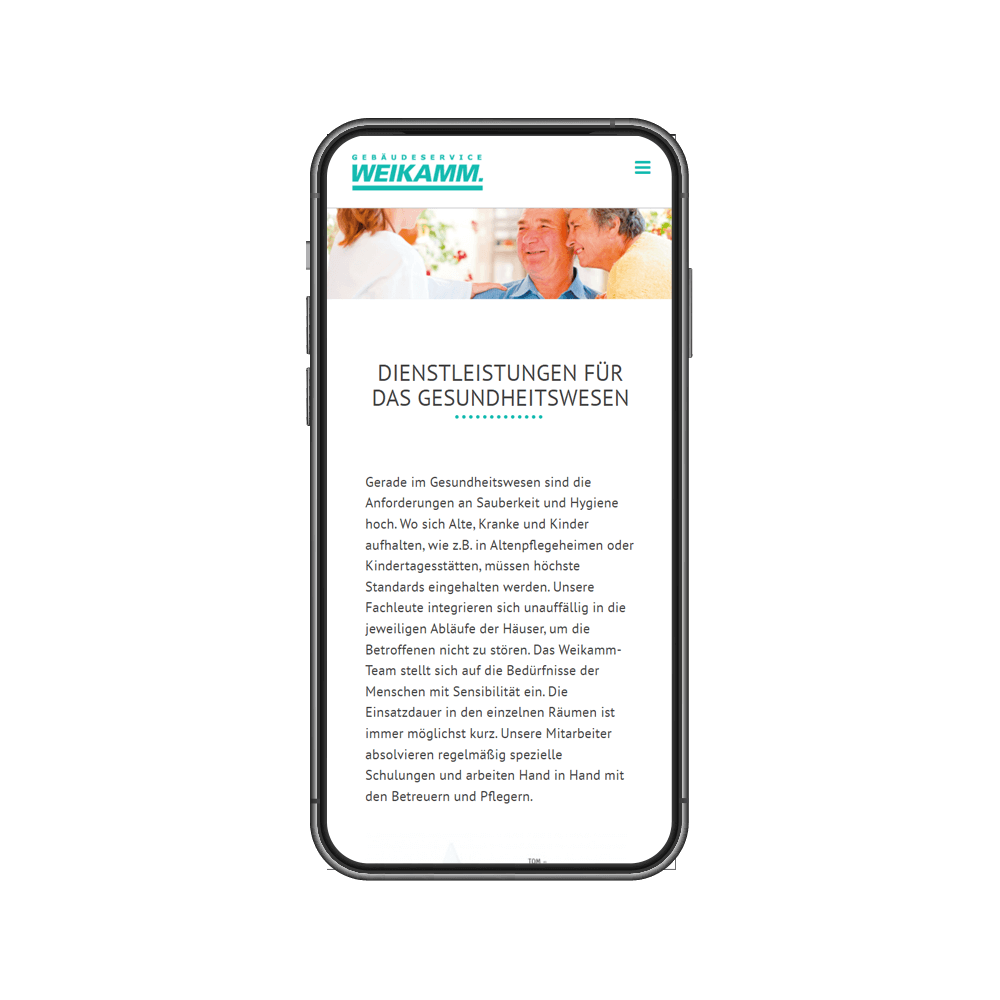 GEBÄUDESERVICE
WEIKAMM.
DIENSTLEISTUNGEN FÜR
DAS GESUNDHEITSWESEN
Gerade im Gesundheitswesen sind die
Anforderungen an Sauberkeit und Hygiene
hoch. Wo sich Alte, Kranke und Kinder
aufhalten, wie z.B. in Altenpflegeheimen oder
Kindertagesstätten, müssen höchste
Standards eingehalten werden. Unsere
Fachleute integrieren sich unauffällig in die
jeweiligen Abläufe der Häuser, um die
Betroffenen nicht zu stören. Das Weikamm-
Team stellt sich auf die Bedürfnisse der
Menschen mit Sensibilität ein. Die
Einsatzdauer in den einzelnen Räumen ist
immer möglichst kurz. Unsere Mitarbeiter
absolvieren regelmäßig spezielle
Schulungen und arbeiten Hand in Hand mit
den Betreuern und Pflegern.